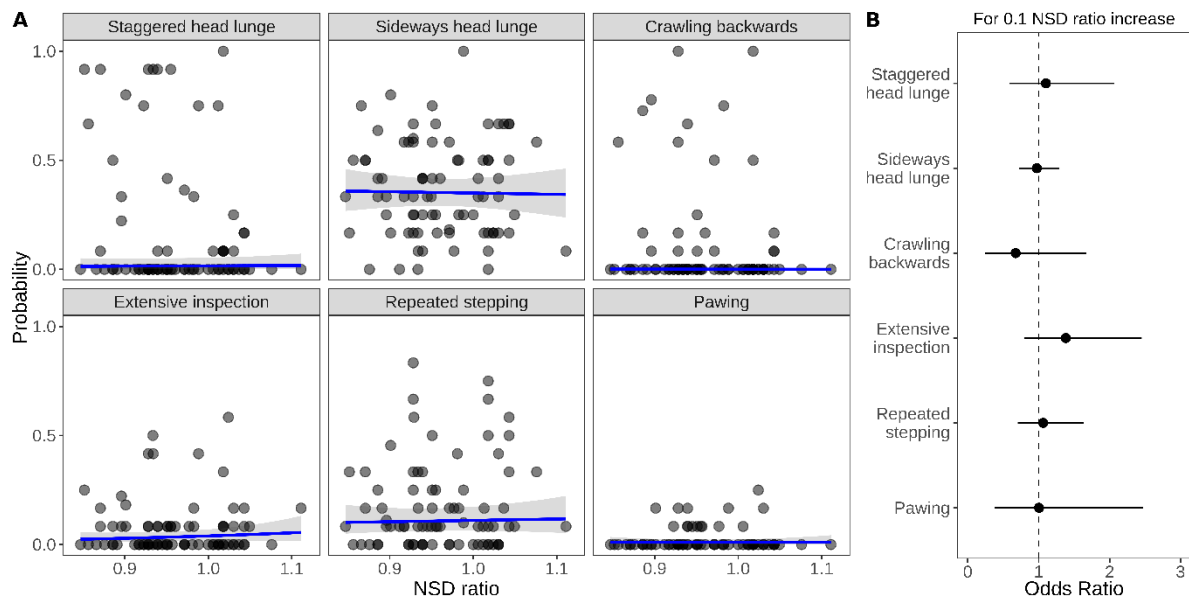 A
Staggered head lunge
Sideways head lunge
Crawling backwards
1.0
0.5
0.0
Extensive inspection
Repeated stepping
Pawing
1.0
0.5
0.0
Probability
0.9
1.0
1.1
0.9
1.0
1.1
0.9
1.0
1.1
NSD ratio
B
For 0.1 NSD ratio increase
Staggered
head lunge
Sideways
head lunge
Crawling
backwards
Extensive
inspection
Repeated
stepping
Pawing
0
1
2
3
Odds Ratio